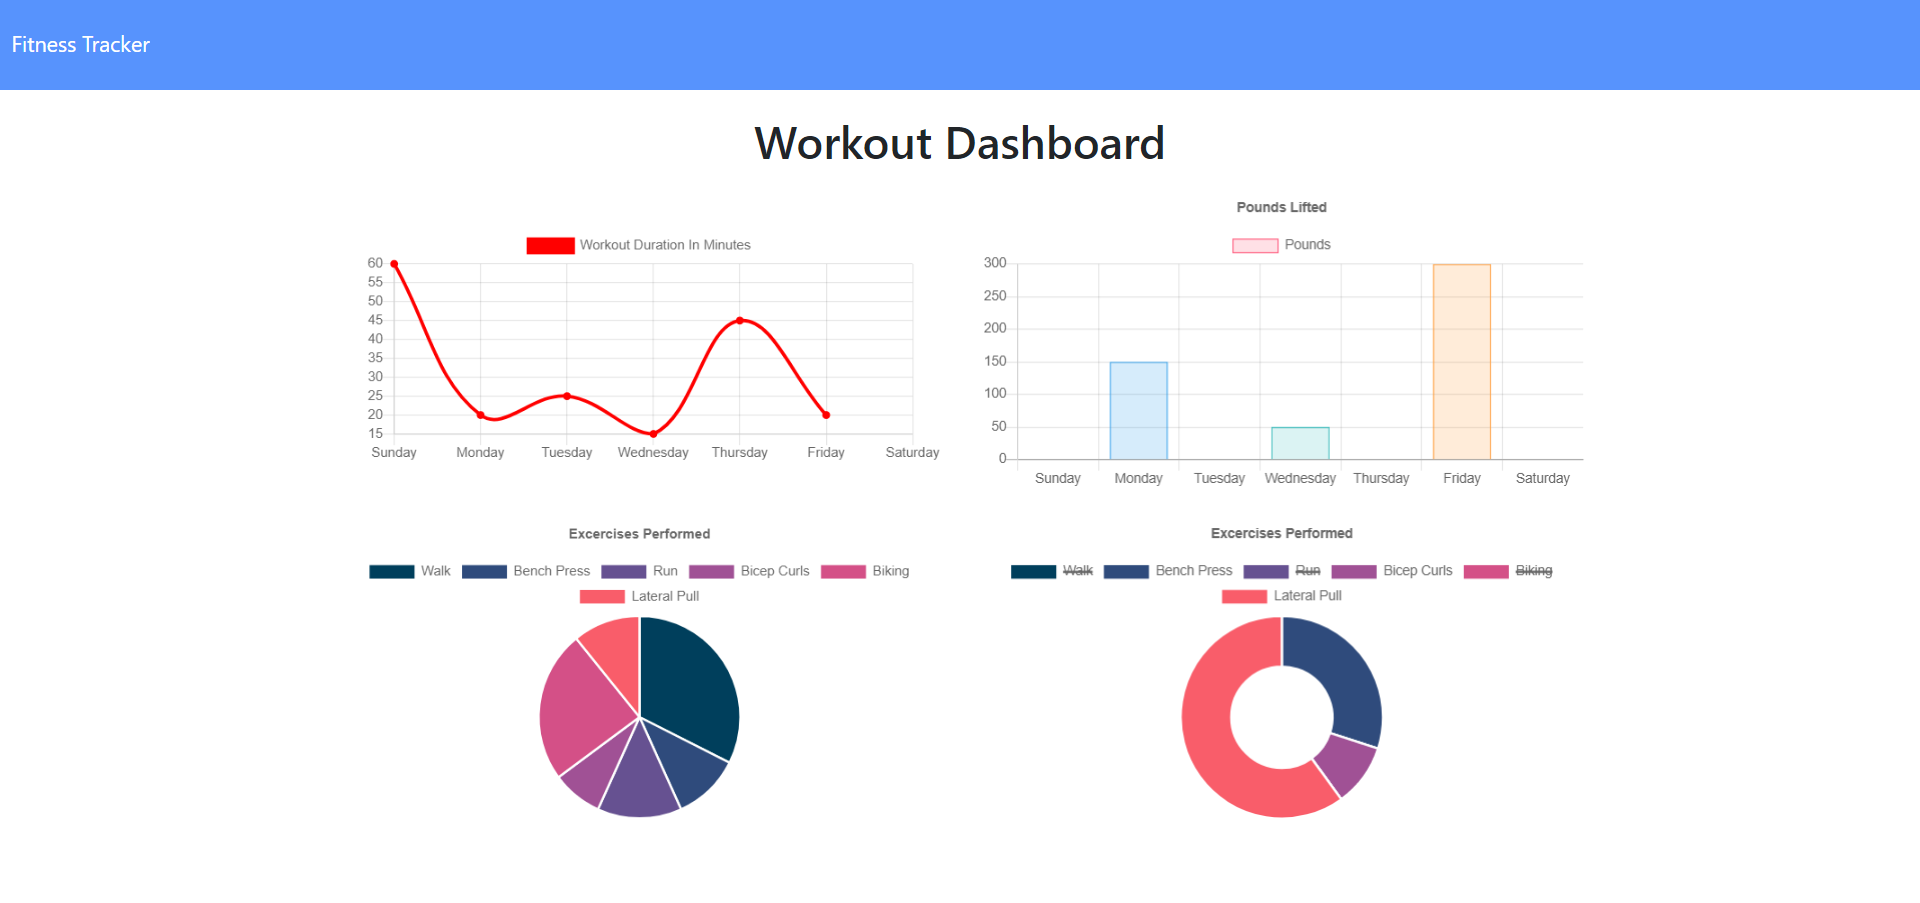 Fitness Tracker
Workout Dashboard
Workout Duration In Minutes
60
55
50
45
40
35
30
25
20
15
Sunday Monday Tuesday Wednesday Thursday Friday Saturday
Pounds Lifted
Pounds
300
250
200
150
100
50
0
Sunday Monday Tuesday Wednesday Thursday Friday Saturday
Excercises Performed
Walk Bench Press Run Bicep Curls Biking
Lateral Pull
Excercises Performed
Walk Bench Press Run Bicep Curls Biking
Lateral Pull